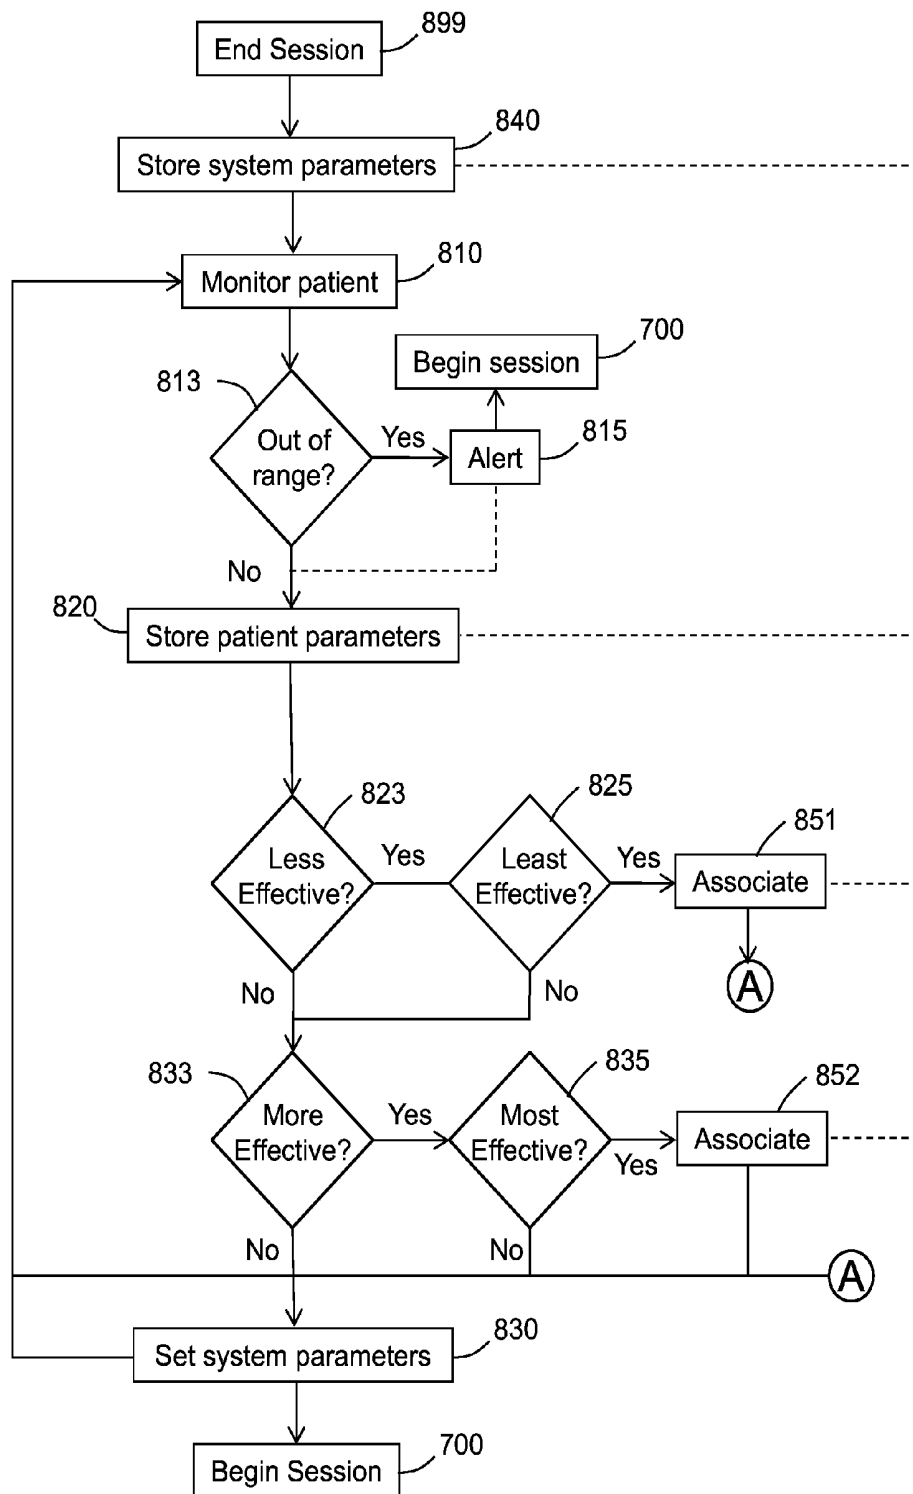 899
End Session
840
Store system parameters
810
Monitor patient
700
Begin session
813
Out of
range?
Yes
815
Alert
No
820
Store patient parameters
823
Less
Effective?
Yes
825
Least
Effective?
Yes
851
Associate
No
No
A
833
More
Effective?
Yes
835
Most
Effective?
Yes
852
Associate
No
No
A
830
Set system parameters
700
Begin Session